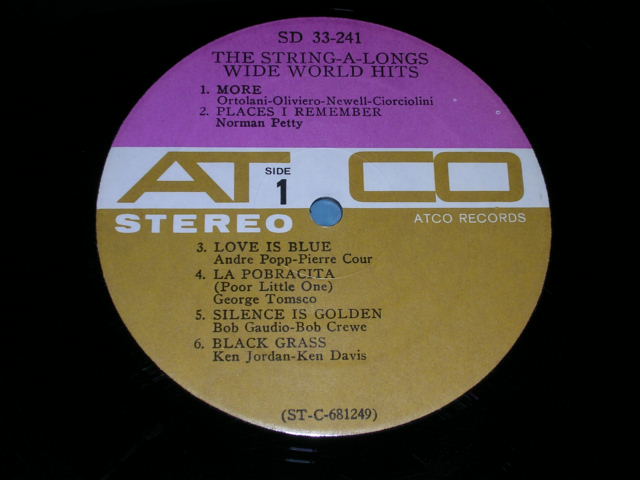 SD 33-241
THE STRING-A-LONGS
WIDE WORLD HITS
1. MORE
Ortolani-Oliviero-Newell-Ciorciolini
2. PLACES I REMEMBER
Norman Petty
ATCO
SIDE
1
STEREO
ATCO RECORDS
3. LOVE IS BLUE
Andre Popp-Pierre Cour
4. LA POBRACITA
(Poor Little One)
George Tomsco
5. SILENCE IS GOLDEN
Bob Gaudio-Bob Crewe
6. BLACK GRASS
Ken Jordan-Ken Davis
(ST-C-681249)